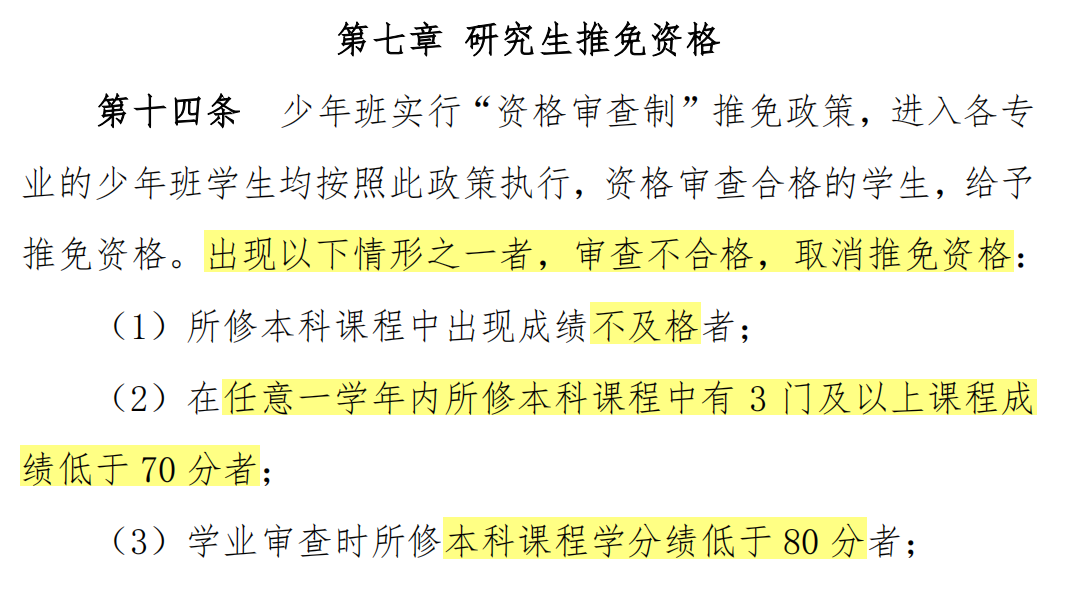 第七章 研究生推免资格
第十四条 少年班实行“资格审查制”推免政策，进入各专
业的少年班学生均按照此政策执行，资格审查合格的学生，给予
推免资格。出现以下情形之一者，审查不合格，取消推免资格：
（1）所修本科课程中出现成绩不及格者；
（2）在任意一学年内所修本科课程中有 3 门及以上课程成
绩低于 70 分者；
（3）学业审查时所修本科课程学分绩低于 80 分者；